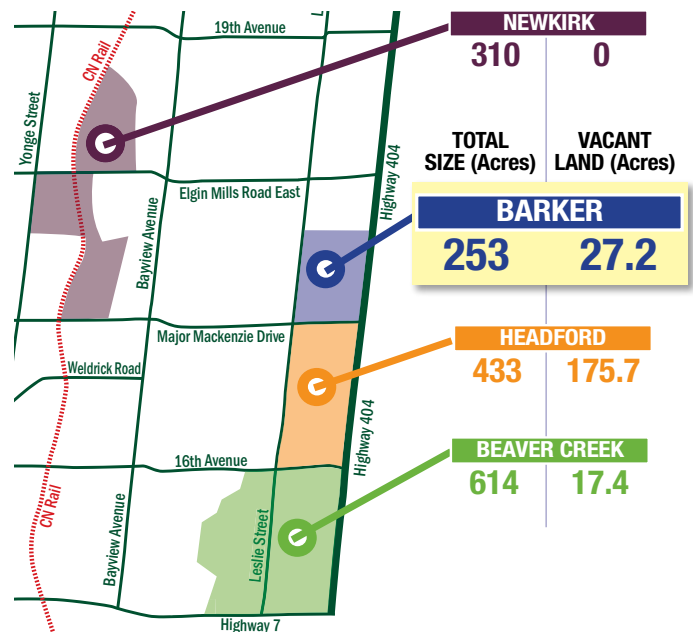 19th Avenue
L
CN Rail
Yonge Street
Highway 404
Elgin Mills Road East
Bayview Avenue
Major Mackenzie Drive
Weldrick Road
Highway 404
16th Avenue
CN Rail
Bayview Avenue
Leslie Street
Highway 7
NEWKIRK
310 0
TOTAL VACANT
SIZE (Acres) LAND (Acres)
BARKER
253 27.2
HEADFORD
433 175.7
BEAVER CREEK
614 17.4